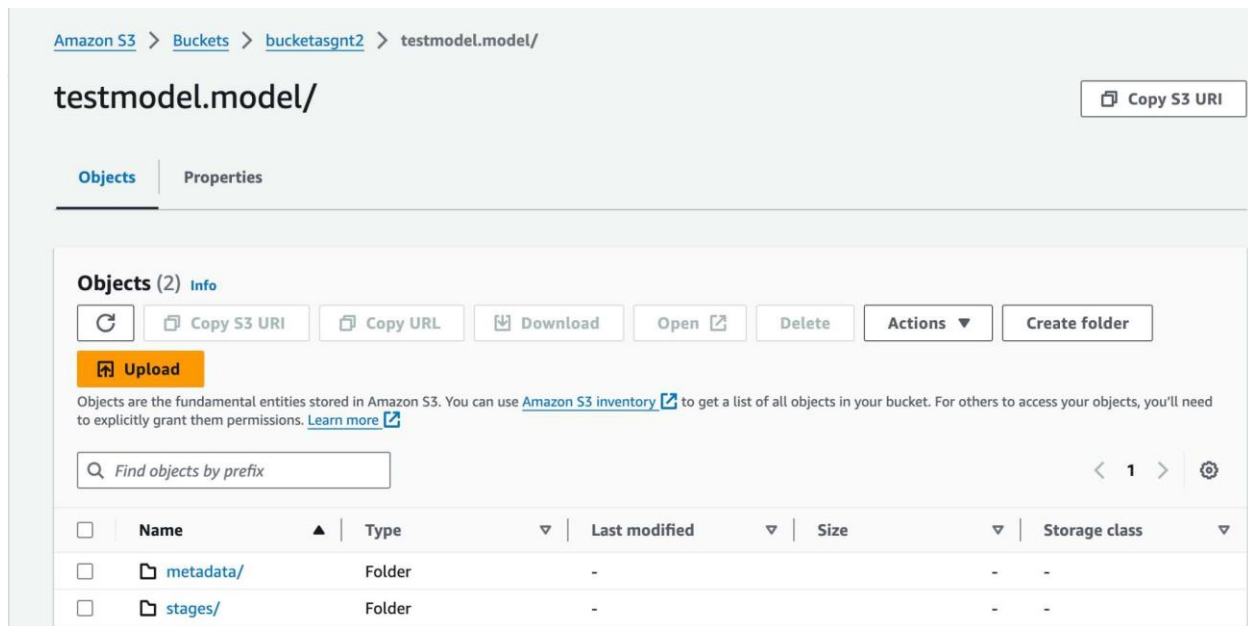 Amazon S3 > Buckets > bucketasgnt2 > testmodel.model/
testmodel.model/
Copy S3 URI
Objects Properties
Objects (2) Info
Copy S3 URI Copy URL Download Open Delete Actions Create folder
Upload
Objects are the fundamental entities stored in Amazon S3. You can use Amazon S3 inventory to get a list of all objects in your bucket. For others to access your objects, you'll need
to explicitly grant them permissions. Learn more
Find objects by prefix
< 1 >
Name Type Last modified Size Storage class
metadata/ Folder - - -
stages/ Folder - - -